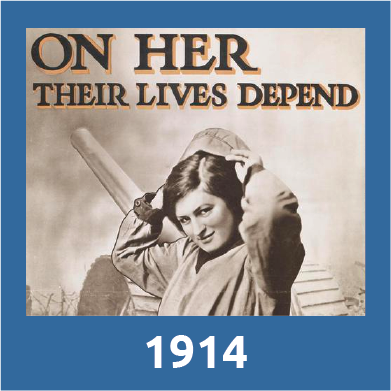 ON HER
THEIR LIVES DEPEND
1914